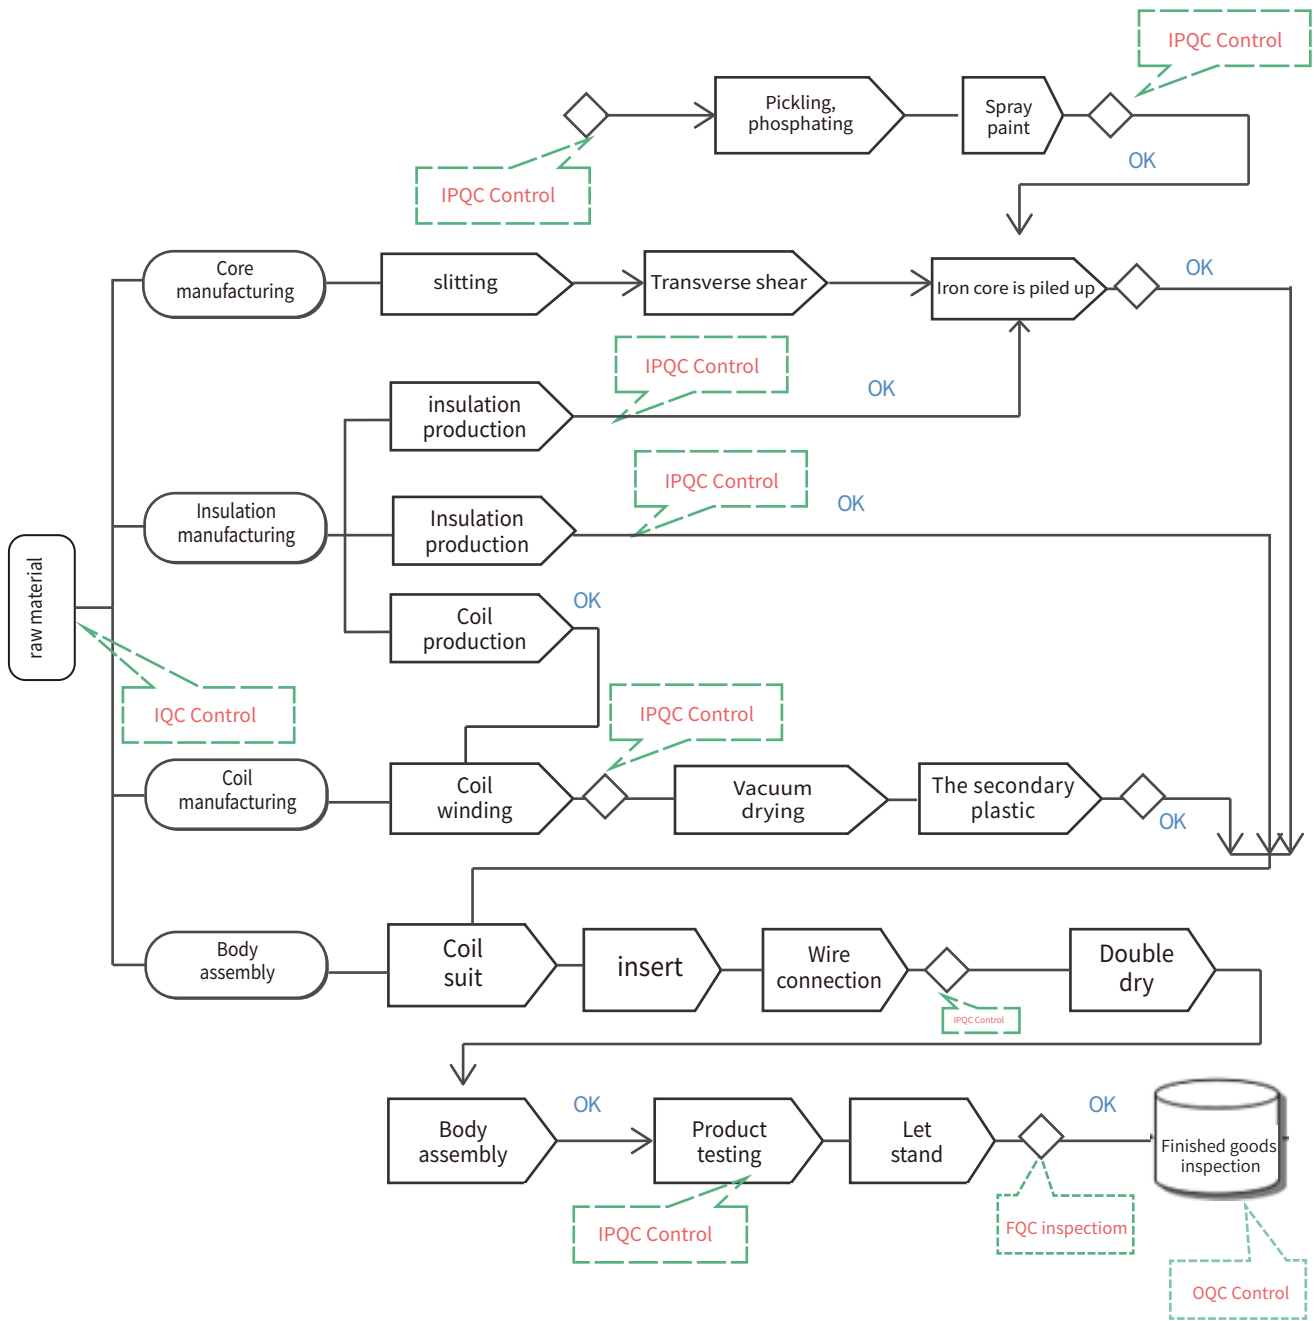 IPQC Control
Pickling,
phosphating
Spray
paint
OK
IPQC Control
Core
manufacturing
slitting
Transverse shear
Iron core is piled up
OK
IPQC Control
insulation
production
OK
IPQC Control
OK
Insulation
manufacturing
Insulation
production
raw material
Coil
production
OK
IQC Control
IPQC Control
Coil
manufacturing
Coil
winding
Vacuum
drying
The secondary
plastic
OK
Body
assembly
Coil
suit
insert
Wire
connection
Double
dry
IPQC Control
Body
assembly
OK
Product
testing
Let
stand
OK
Finished goods
inspection
IPQC Control
FQC inspectiom
OQC Control